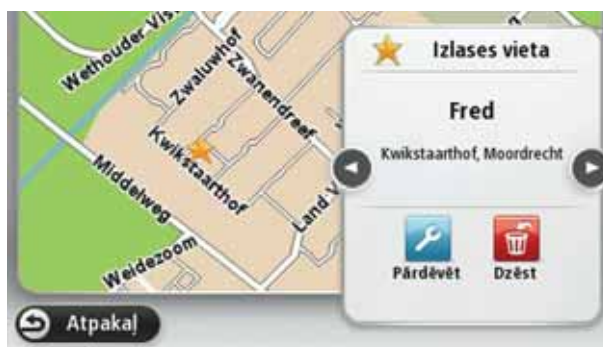 Wethouder Vis
Zwaluwhof
Zwanendreef
Kwikstaarthof
Middelweg
Land V
Weidezoom
Izlases vieta
Fred
Kwikstaarthof, Moordrecht
Pārdēvēt
Dzēst
Atpakaļ